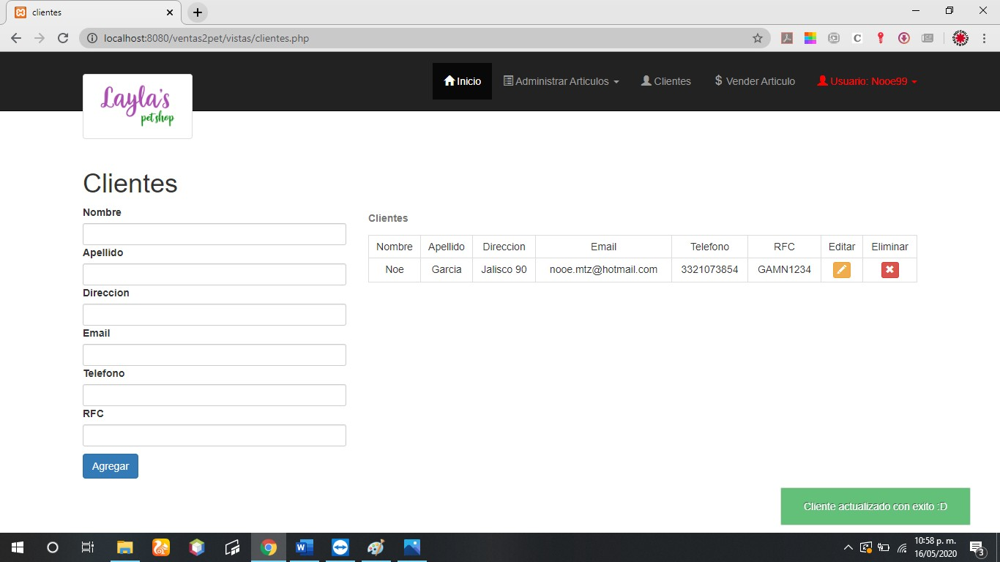 clientes
localhost:8080/ventas2pet/vistas/clientes.php
Layla's
pet shop
Inicio
Administrar Articulos
Clientes
$ Vender Articulo
Usuario: Nooe99
Clientes
Nombre
Apellido
Direccion
Email
Telefono
RFC
Agregar
Clientes
Nombre Apellido Direccion Email Telefono RFC Editar Eliminar
Noe Garcia Jalisco 90 nooe.mtz@hotmail.com 3321073854 GAMN1234
Cliente actualizado con exito :D
10:58 p. m.
16/05/2020
3